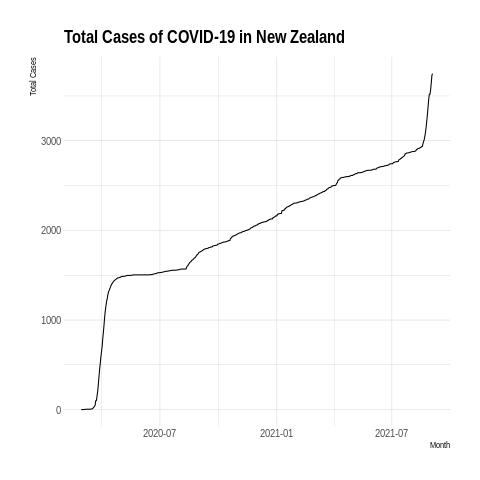 Total Cases of COVID-19 in New Zealand
Total Cases
3000
2000
1000
0
2020-07
2021-01
2021-07
Month